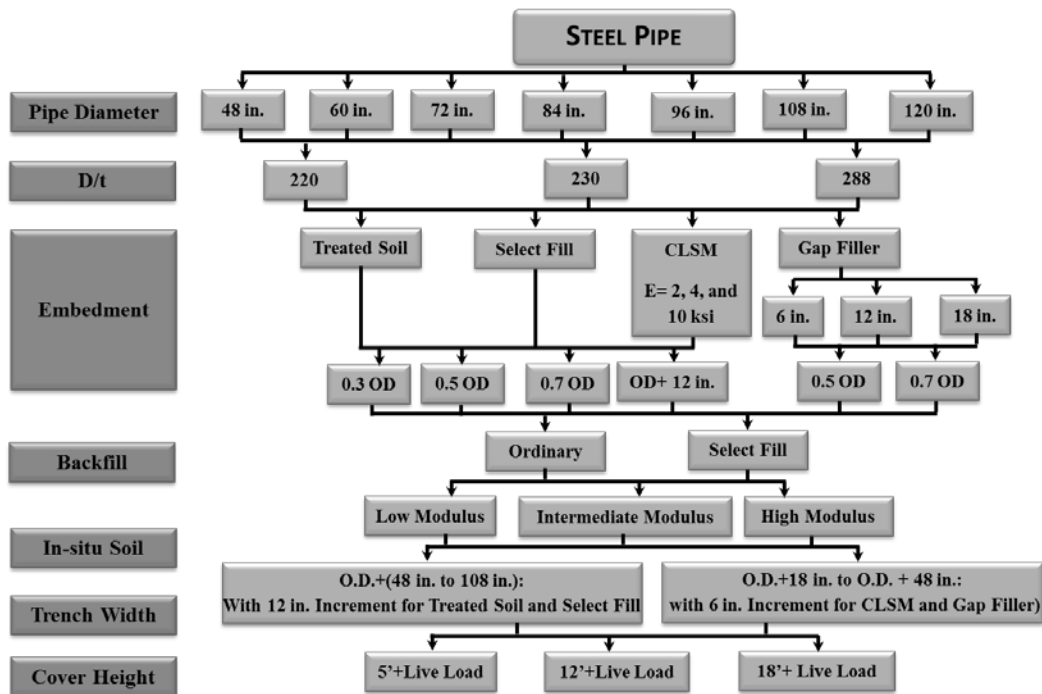 STEEL PIPE
Pipe Diameter
48 in.
60 in.
72 in.
84 in.
96 in.
108 in.
120 in.
D/t
220
230
288
Embedment
Treated Soil
Select Fill
CLSM
E= 2, 4, and
10 ksi
Gap Filler
6 in.
12 in.
18 in.
0.3 OD
0.5 OD
0.7 OD
OD+ 12 in.
0.5 OD
0.7 OD
Backfill
Ordinary
Select Fill
In-situ Soil
Low Modulus
Intermediate Modulus
High Modulus
Trench Width
O.D.+(48 in. to 108 in.):
With 12 in. Increment for Treated Soil and Select Fill
O.D.+18 in. to O.D. + 48 in.:
with 6 in. Increment for CLSM and Gap Filler)
Cover Height
5'+Live Load
12'+Live Load
18'+ Live Load